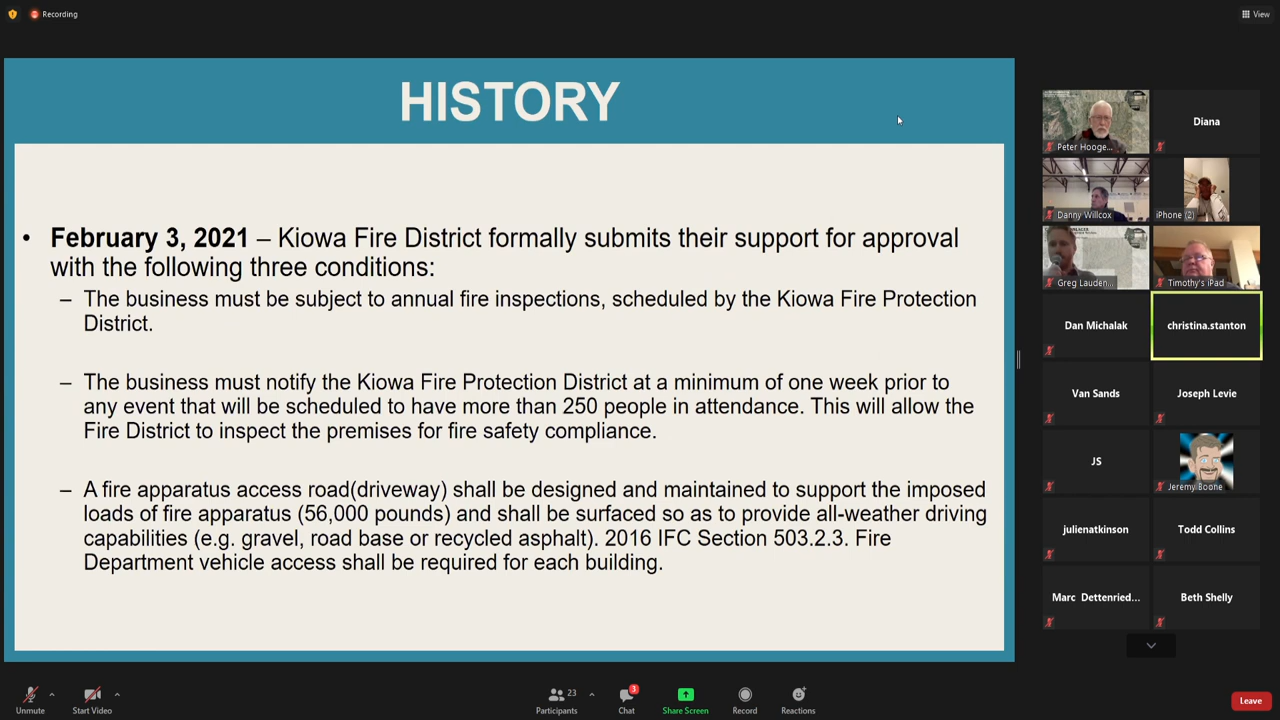 Recording
View
HISTORY
• February 3, 2021 – Kiowa Fire District formally submits their support for approval
with the following three conditions:
– The business must be subject to annual fire inspections, scheduled by the Kiowa Fire Protection
District.
– The business must notify the Kiowa Fire Protection District at a minimum of one week prior to
any event that will be scheduled to have more than 250 people in attendance. This will allow the
Fire District to inspect the premises for fire safety compliance.
– A fire apparatus access road(driveway) shall be designed and maintained to support the imposed
loads of fire apparatus (56,000 pounds) and shall be surfaced so as to provide all-weather driving
capabilities (e.g. gravel, road base or recycled asphalt). 2016 IFC Section 503.2.3. Fire
Department vehicle access shall be required for each building.
Peter Hooge...
Diana
Danny Willcox
iPhone (2)
Greg Lauden...
Timothy's iPad
Dan Michalak
christina.stanton
Van Sands
Joseph Levie
JS
Jeremy Boone
julienatkinson
Todd Collins
Marc Dettenried...
Beth Shelly
Unmute
Start Video
23
Participants
3
Chat
Share Screen
Record
Reactions
Leave